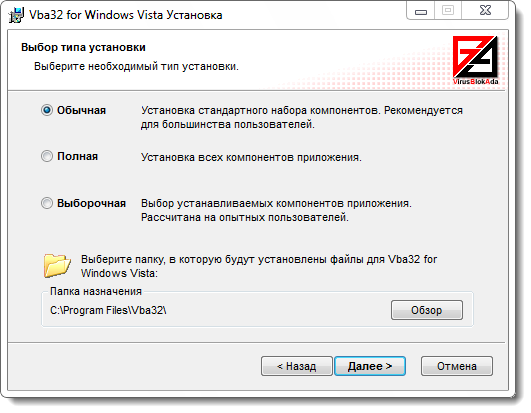 Vba32 for Windows Vista Установка
Выбор типа установки
Выберите необходимый тип установки.
VirusBlokAda
Обычная
Установка стандартного набора компонентов. Рекомендуется
для большинства пользователей.
Полная
Установка всех компонентов приложения.
Выборочная
Выбор устанавливаемых компонентов приложения.
Рассчитана на опытных пользователей.
Выберите папку, в которую будут установлены файлы для Vba32 for
Windows Vista:
Папка назначения
C:\Program Files\Vba32\
Обзор
< Назад
Далее >
Отмена